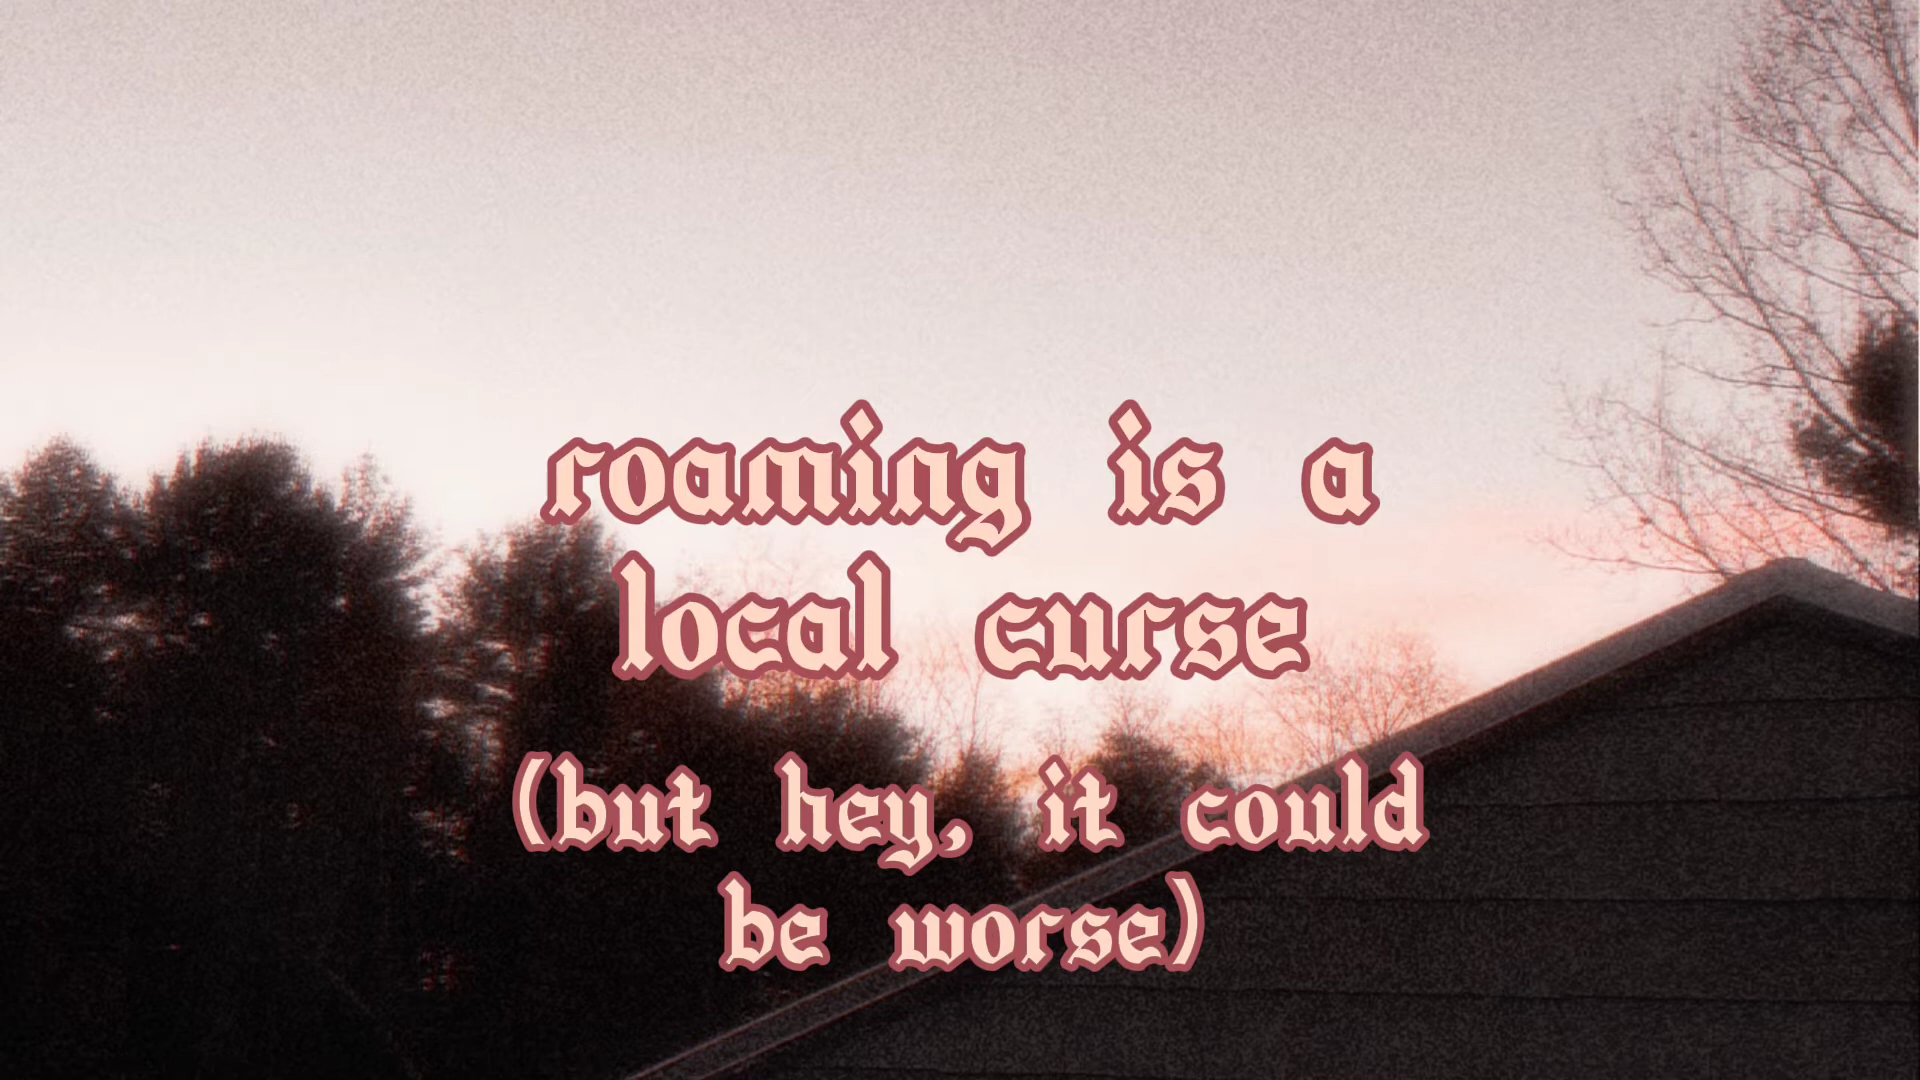 roaming is a
local curse
(but hey, it could
be worse)